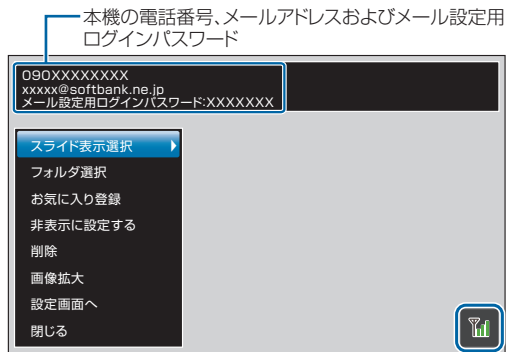 本機の電話番号、メールアドレスおよびメール設定用
ログインパスワード
090XXXXXXXX
xxxxx@softbank.ne.jp
メール設定用ログインパスワード:XXXXXXX
スライド表示選択
フォルダ選択
お気に入り登録
非表示に設定する
削除
画像拡大
設定画面へ
閉じる